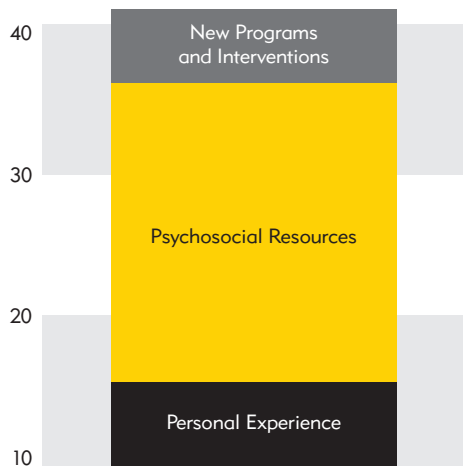 40
New Programs
and Interventions
30
Psychosocial Resources
20
Personal Experience
10